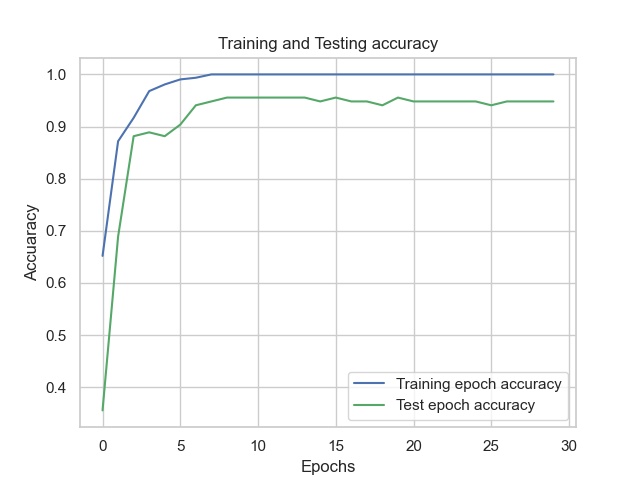 Training and Testing accuracy
1.0
0.9
0.8
0.7
0.6
0.5
0.4
Accuaracy
Training epoch accuracy
Test epoch accuracy
0 5 10 15 20 25 30
Epochs